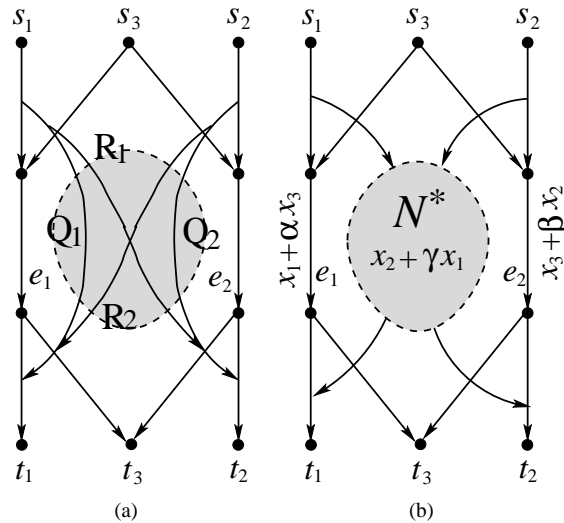 s₁ s₃ s₂ s₁ s₃ s₂
R₁
Q₁ Q₂
e₁ e₂
R₂
x₁+αx₃
N*
x₂+γx₁
e₁ e₂
x₃+βx₂
t₁ t₃ t₂ t₁ t₃ t₂
(a) (b)